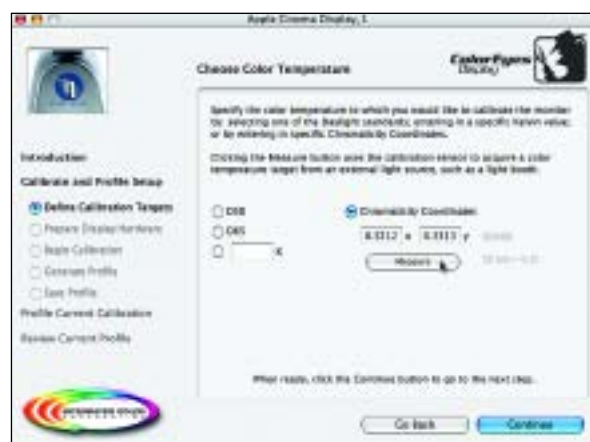 Apple Cinema Display, 1
Choose Color Temperature
ColorEyes
Display
Specify the color temperature to which you would like to calibrate the monitor
by selecting one of the Daylight standards, entering in a specific Kelvin value,
or by entering in specific Chromaticity Coordinates.
Clicking the Measure button uses the calibration sensor to acquire a color
temperature target from an external light source, such as a light booth.
Introduction
Calibrate and Profile Setup
Define Calibration Targets
Prepare Display Hardware
Begin Calibration
Generate Profile
Save Profile
Profile Current Calibration
Review Current Profile
D50
D65
K
Chromaticity Coordinates
x
y
Measure
When ready, click the Continue button to go to the next step.
Go Back
Continue